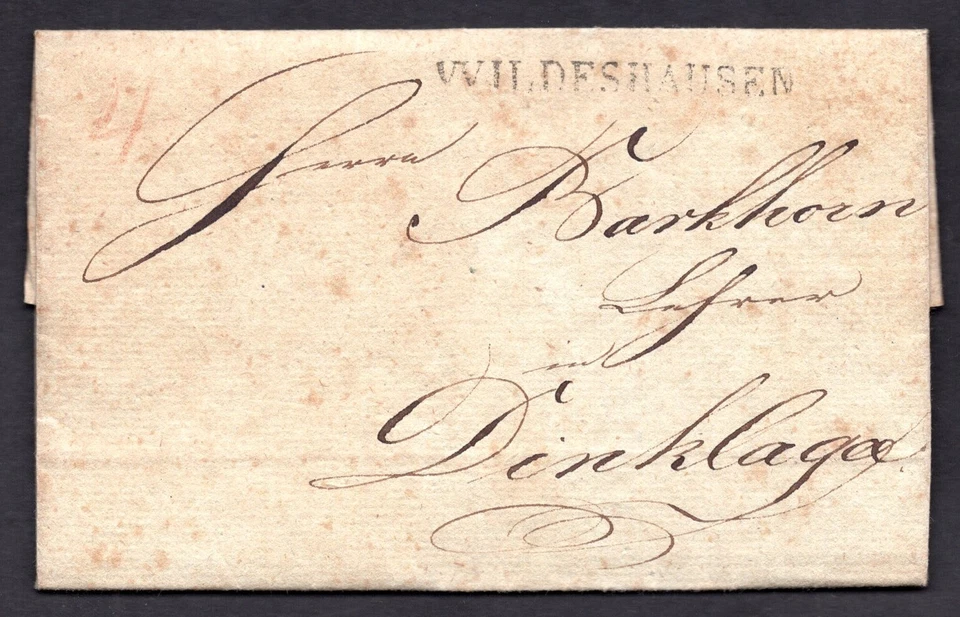 WILDESHAUSEN
Herrn
Barkhorn
Lehrer
in
Dinklage